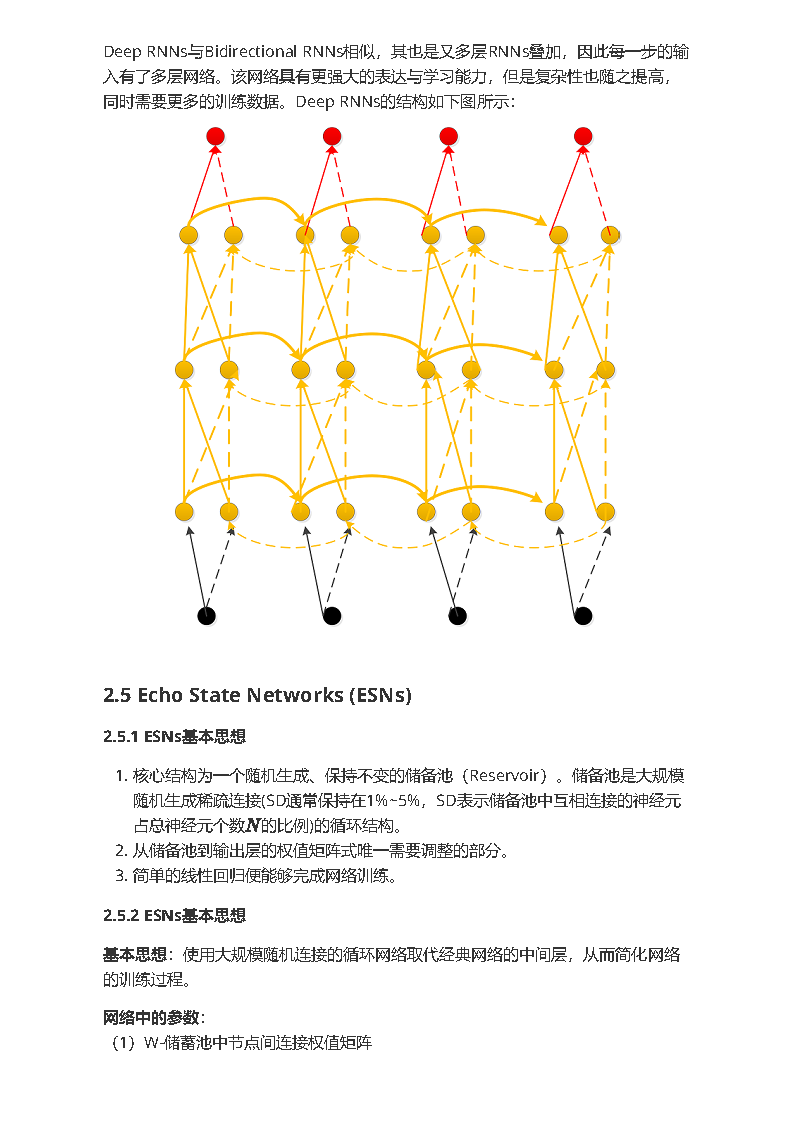 Deep RNNs与Bidirectional RNNs相似，其也是又多层RNNs叠加，因此每一步的输
入有了多层网络。该网络具有更强大的表达与学习能力，但是复杂性也随之提高，
同时需要更多的训练数据。Deep RNNs的结构如下图所示：
2.5 Echo State Networks (ESNs)
2.5.1 ESNs基本思想
1. 核心结构为一个随机生成、保持不变的储备池（Reservoir）。储备池是大规模
随机生成稀疏连接(SD通常保持在1%~5%，SD表示储备池中互相连接的神经元
占总神经元个数N的比例)的循环结构。
2. 从储备池到输出层的权值矩阵式唯一需要调整的部分。
3. 简单的线性回归便能够完成网络训练。
2.5.2 ESNs基本思想
基本思想：使用大规模随机连接的循环网络取代经典网络的中间层，从而简化网络
的训练过程。
网络中的参数：
（1）W-储蓄池中节点间连接权值矩阵